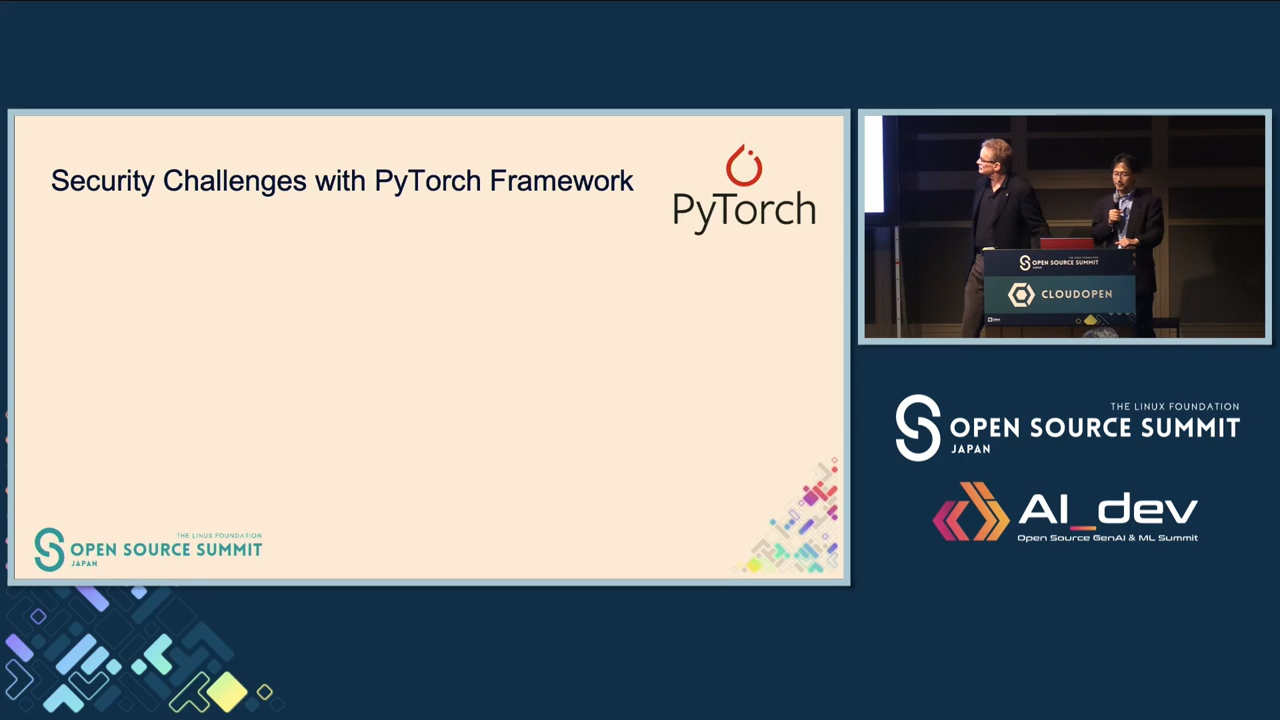 Security Challenges with PyTorch Framework
PyTorch
THE LINUX FOUNDATION
OPEN SOURCE SUMMIT
JAPAN
OPEN SOURCE SUMMIT
JAPAN
CLOUDOPEN
THE LINUX FOUNDATION
OPEN SOURCE SUMMIT
JAPAN
AI_dev
Open Source GenAI & ML Summit